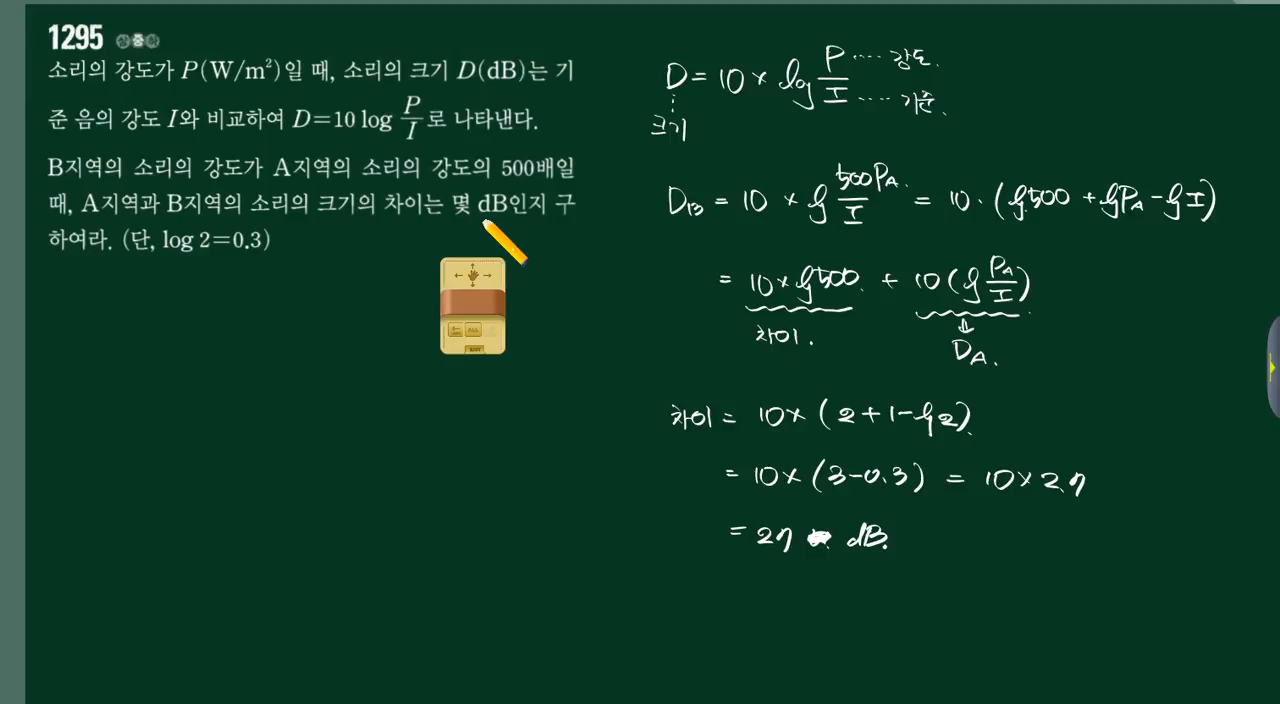 1295 상중하
소리의 강도가 P(W/m²)일 때, 소리의 크기 D(dB)는 기
준 음의 강도 I와 비교하여 D=10 log P/I로 나타낸다.
B지역의 소리의 강도가 A지역의 소리의 강도의 500배일
때, A지역과 B지역의 소리의 크기의 차이는 몇 dB인지 구
하여라. (단, log 2=0.3)
D = 10 × log P/I ···· 강도. ···· 기준.
크기
D_B = 10 × log 500P_A/I = 10·(log500 + logP_A − log I)
= 10 × log500 + 10(log P_A/I)
차이. D_A.
차이 = 10 × (2+1−log2)
= 10 × (3−0.3) = 10 × 2.7
= 27 dB.
ALL